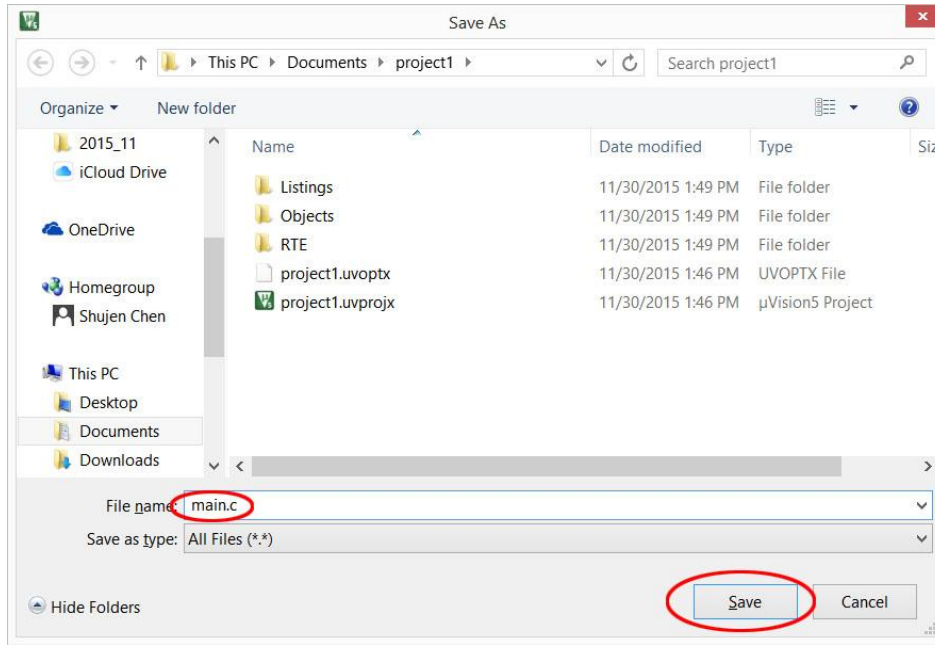 Save As
This PC Documents project1
Search project1
Organize New folder
2015_11
iCloud Drive
OneDrive
Homegroup
Shujen Chen
This PC
Desktop
Documents
Downloads
Name Date modified Type Siz
Listings 11/30/2015 1:49 PM File folder
Objects 11/30/2015 1:49 PM File folder
RTE 11/30/2015 1:49 PM File folder
project1.uvoptx 11/30/2015 1:46 PM UVOPTX File
project1.uvprojx 11/30/2015 1:46 PM µVision5 Project
File name: main.c
Save as type: All Files (*.*)
Hide Folders
Save Cancel